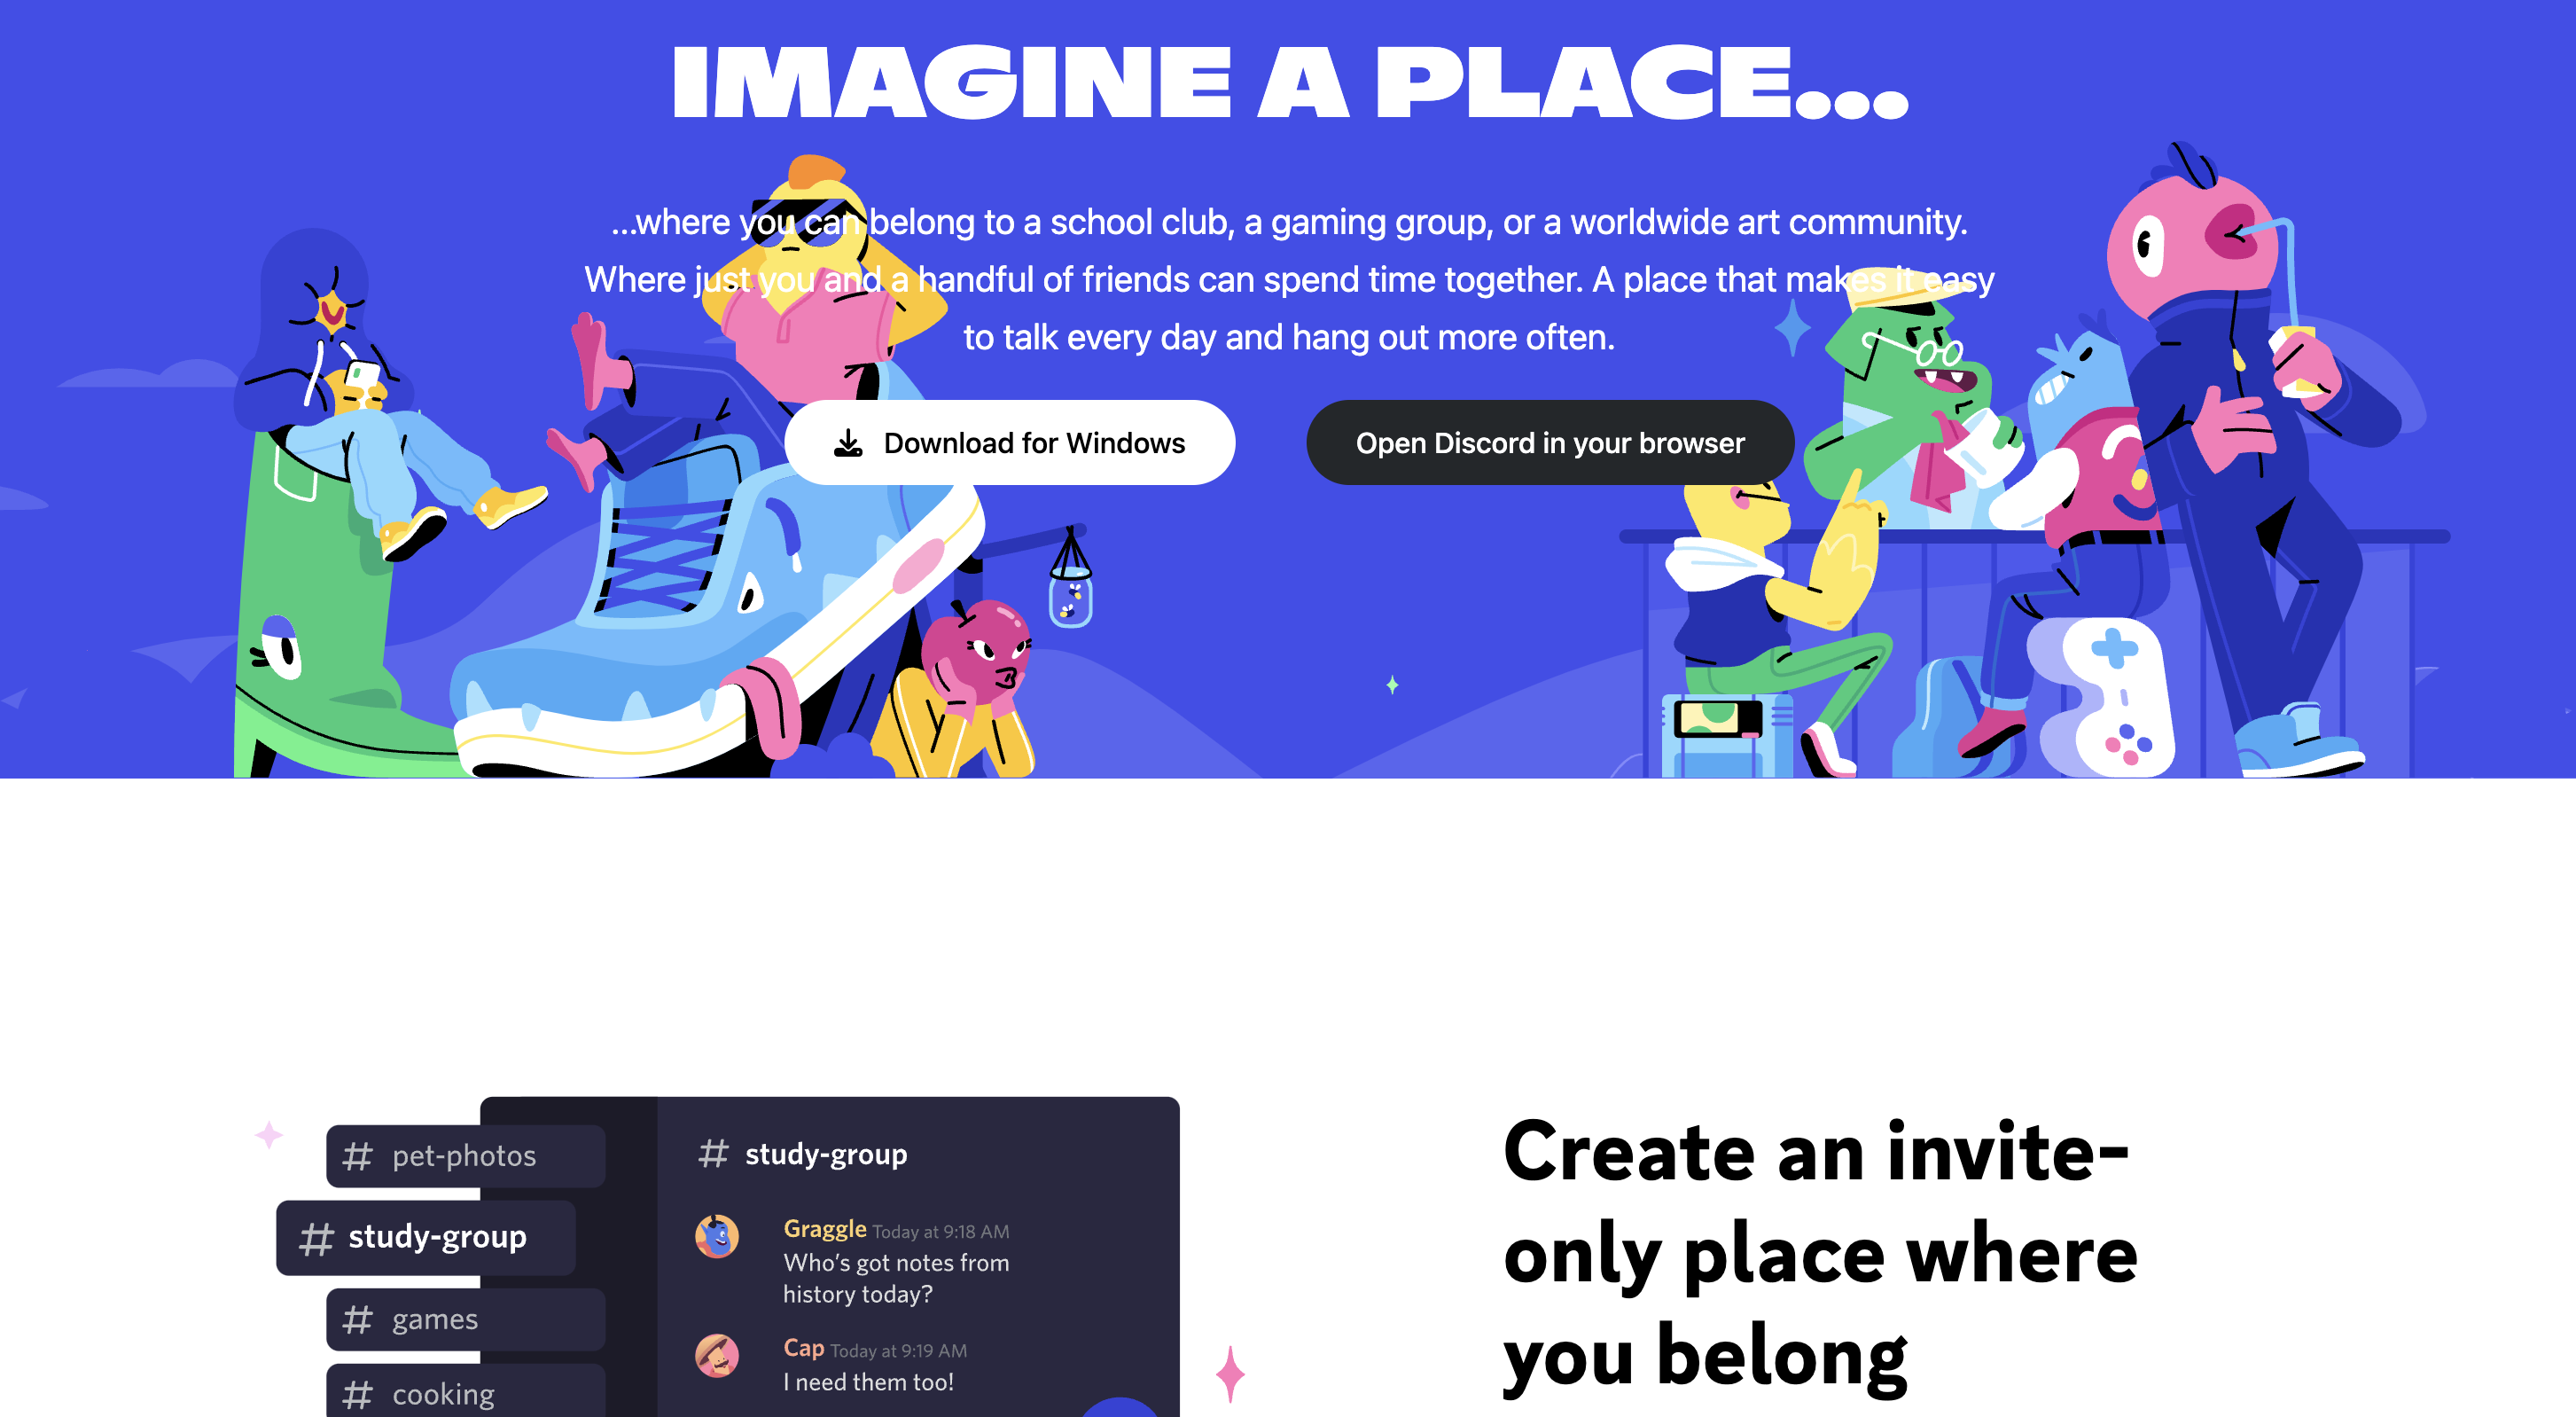 IMAGINE A PLACE...
...where you can belong to a school club, a gaming group, or a worldwide art community.
Where just you and a handful of friends can spend time together. A place that makes it easy
to talk every day and hang out more often.
Download for Windows
Open Discord in your browser
# pet-photos
# study-group
# games
# cooking
# study-group
Graggle Today at 9:18 AM
Who's got notes from
history today?
Cap Today at 9:19 AM
I need them too!
Create an invite-
only place where
you belong